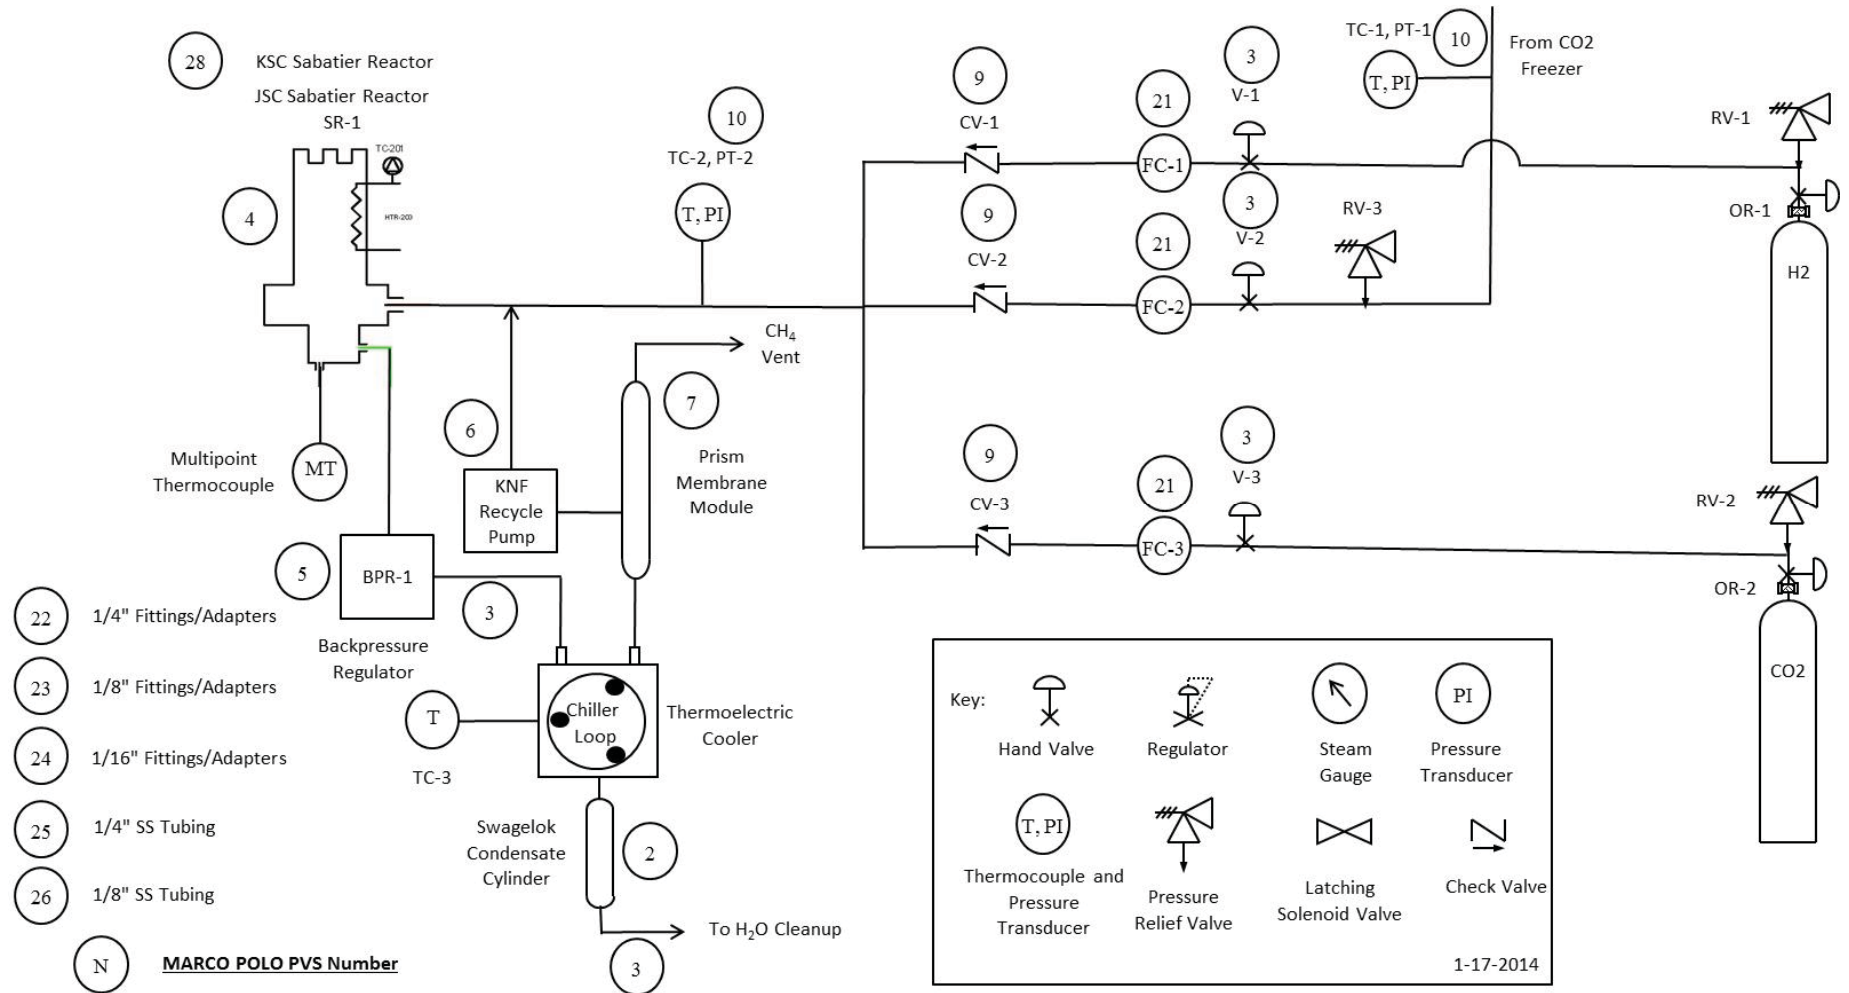 28
KSC Sabatier Reactor
JSC Sabatier Reactor
SR-1
TC-201
HTR-203
4
10
TC-2, PT-2
T, PI
9
CV-1
21
FC-1
3
V-1
TC-1, PT-1
10
T, PI
From CO2
Freezer
RV-1
OR-1
H2
9
CV-2
21
FC-2
3
V-2
RV-3
CH4
Vent
7
Prism
Membrane
Module
6
KNF
Recycle
Pump
Multipoint
Thermocouple
MT
9
CV-3
21
FC-3
3
V-3
RV-2
OR-2
CO2
5
BPR-1
3
Backpressure
Regulator
22
1/4" Fittings/Adapters
23
1/8" Fittings/Adapters
24
1/16" Fittings/Adapters
25
1/4" SS Tubing
26
1/8" SS Tubing
N
MARCO POLO PVS Number
T
TC-3
Chiller
Loop
Thermoelectric
Cooler
Swagelok
Condensate
Cylinder
2
To H2O Cleanup
3
Key:
Hand Valve
Regulator
Steam
Gauge
PI
Pressure
Transducer
T, PI
Thermocouple and
Pressure
Transducer
Pressure
Relief Valve
Latching
Solenoid Valve
Check Valve
1-17-2014